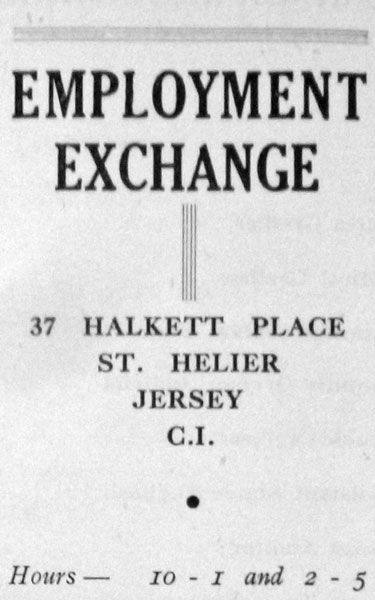 EMPLOYMENT
EXCHANGE
37 HALKETT PLACE
ST. HELIER
JERSEY
C.I.
Hours — 10 - 1 and 2 - 5